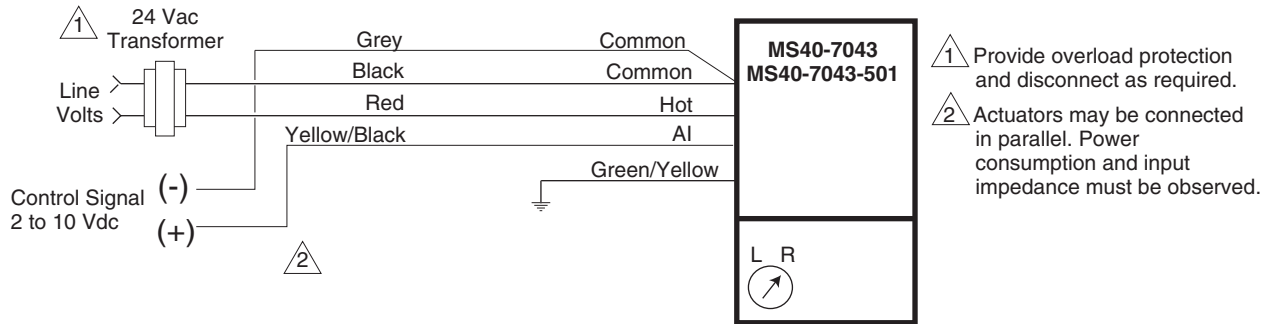 1
24 Vac
Transformer
Line
Volts
Grey
Common
Black
Common
Red
Hot
Yellow/Black
AI
Green/Yellow
Control Signal
2 to 10 Vdc
(-)
(+)
2
MS40-7043
MS40-7043-501
L R
1 Provide overload protection
and disconnect as required.
2 Actuators may be connected
in parallel. Power
consumption and input
impedance must be observed.